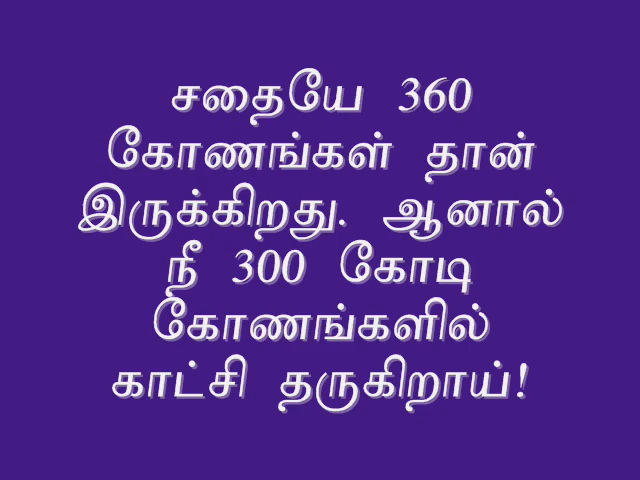 சதையே 360
கோணங்கள் தான்
இருக்கிறது. ஆனால்
நீ 300 கோடி
கோணங்களில்
காட்சி தருகிறாய்!